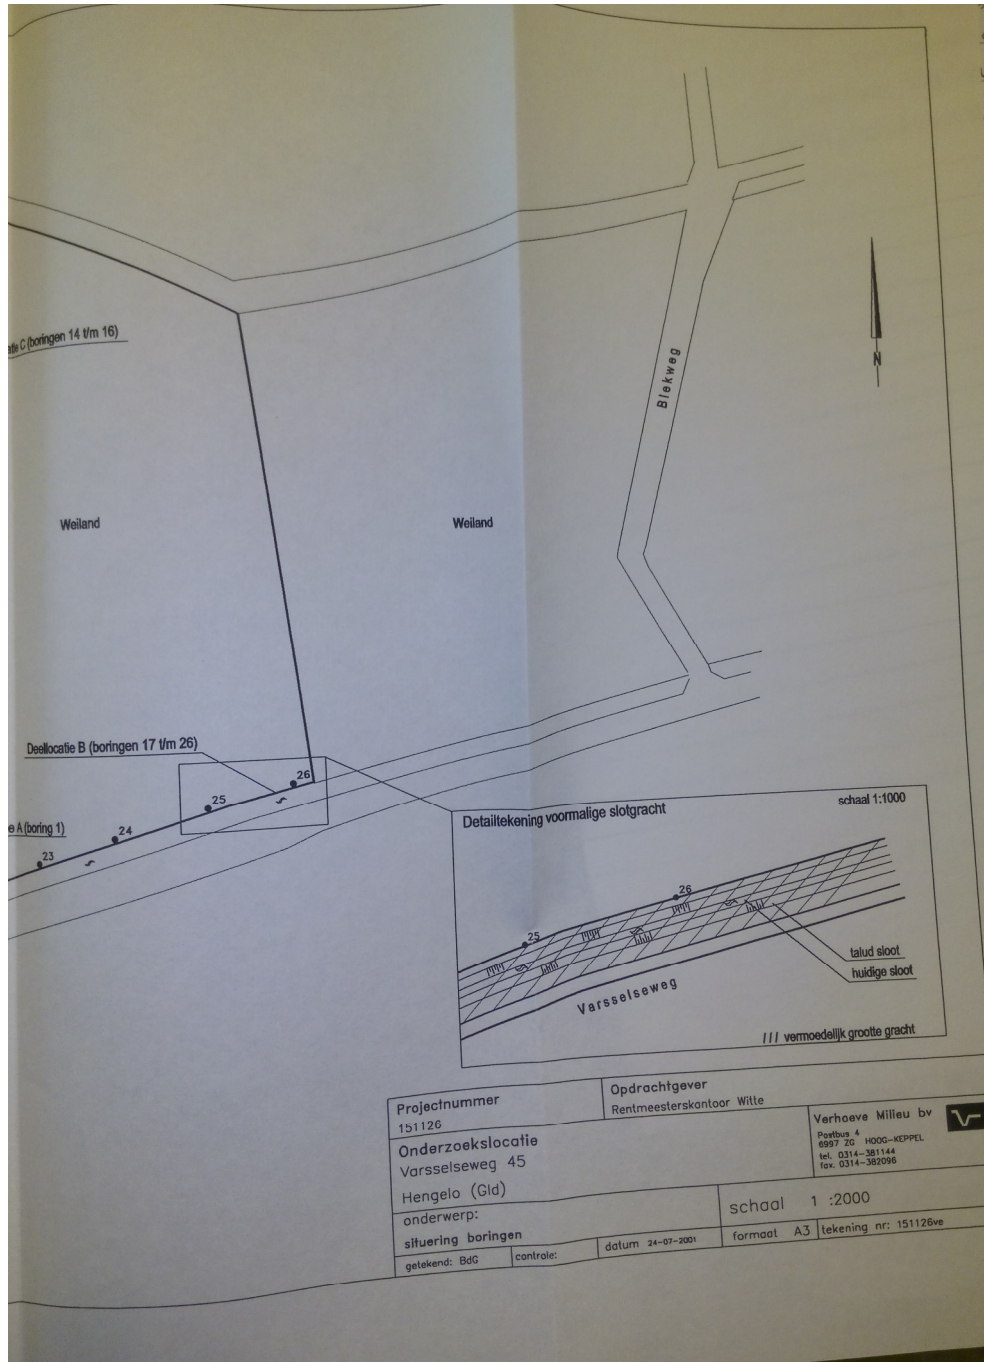 C (boringen 14 t/m 16)
Blekweg
N
Weiland
Weiland
Deellocatie B (boringen 17 t/m 26)
26
25
24
e A (boring 1)
23
Detailtekening voormalige slotgracht
schaal 1:1000
26
25
talud sloot
huidige sloot
Varsselseweg
/// vermoedelijk grootte gracht
Projectnummer
151126
Opdrachtgever
Rentmeesterskantoor Witte
Onderzoekslocatie
Varsselseweg 45
Hengelo (Gld)
Verhoeve Milieu bv
Postbus 4
6997 ZG HOOG-KEPPEL
tel. 0314-381144
fax. 0314-382096
onderwerp:
situering boringen
schaal 1 :2000
getekend: BdG
controle:
datum 24-07-2001
formaat A3
tekening nr: 151126ve